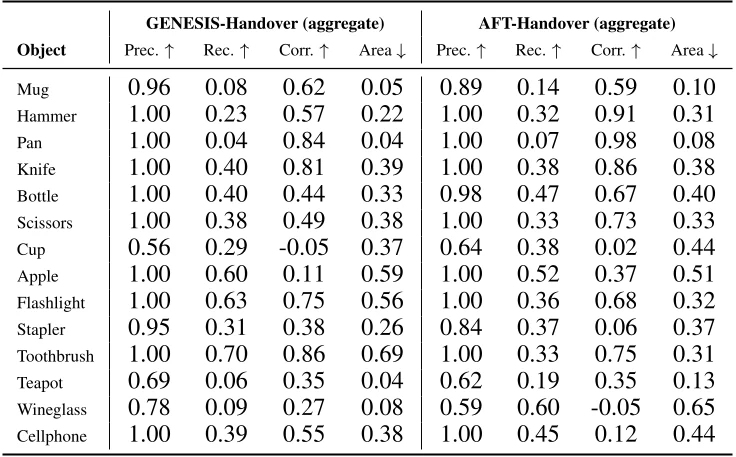 GENESIS-Handover (aggregate) AFT-Handover (aggregate)
Object Prec. ↑ Rec. ↑ Corr. ↑ Area ↓ Prec. ↑ Rec. ↑ Corr. ↑ Area ↓
Mug 0.96 0.08 0.62 0.05 0.89 0.14 0.59 0.10
Hammer 1.00 0.23 0.57 0.22 1.00 0.32 0.91 0.31
Pan 1.00 0.04 0.84 0.04 1.00 0.07 0.98 0.08
Knife 1.00 0.40 0.81 0.39 1.00 0.38 0.86 0.38
Bottle 1.00 0.40 0.44 0.33 0.98 0.47 0.67 0.40
Scissors 1.00 0.38 0.49 0.38 1.00 0.33 0.73 0.33
Cup 0.56 0.29 -0.05 0.37 0.64 0.38 0.02 0.44
Apple 1.00 0.60 0.11 0.59 1.00 0.52 0.37 0.51
Flashlight 1.00 0.63 0.75 0.56 1.00 0.36 0.68 0.32
Stapler 0.95 0.31 0.38 0.26 0.84 0.37 0.06 0.37
Toothbrush 1.00 0.70 0.86 0.69 1.00 0.33 0.75 0.31
Teapot 0.69 0.06 0.35 0.04 0.62 0.19 0.35 0.13
Wineglass 0.78 0.09 0.27 0.08 0.59 0.60 -0.05 0.65
Cellphone 1.00 0.39 0.55 0.38 1.00 0.45 0.12 0.44